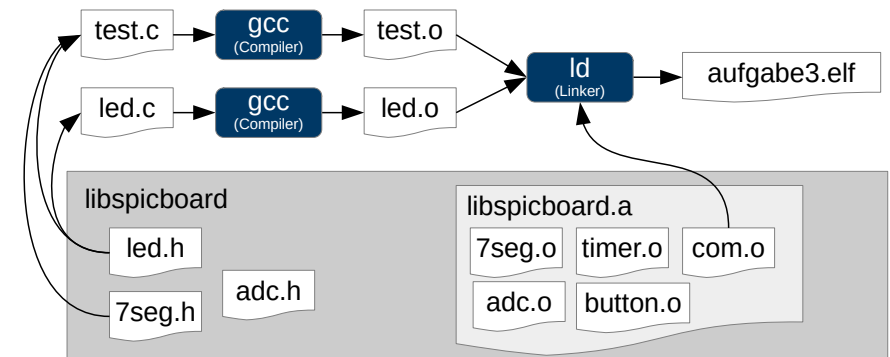 test.c
gcc
(Compiler)
test.o
ld
(Linker)
aufgabe3.elf
led.c
gcc
(Compiler)
led.o
libspicboard
led.h
7seg.h
adc.h
libspicboard.a
7seg.o
timer.o
com.o
adc.o
button.o